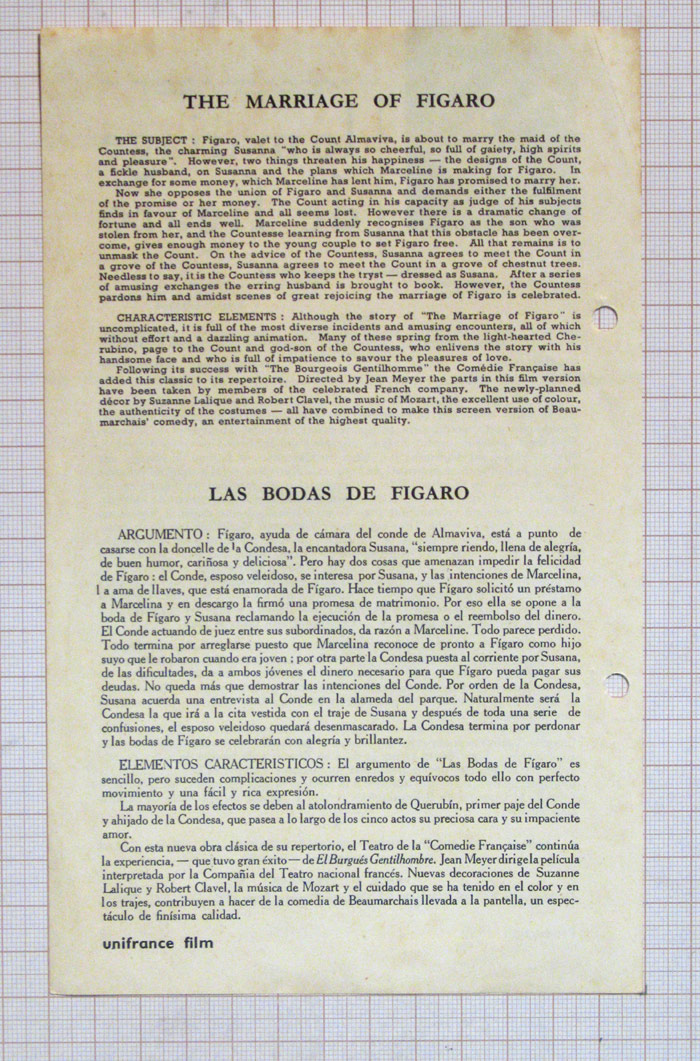 THE MARRIAGE OF FIGARO
THE SUBJECT : Figaro, valet to the Count Almaviva, is about to marry the maid of the
Countess, the charming Susanna "who is always so cheerful, so full of gaiety, high spirits
and pleasure". However, two things threaten his happiness — the designs of the Count,
a fickle husband, on Susanna and the plans which Marceline is making for Figaro. In
exchange for some money, which Marceline has lent him, Figaro has promised to marry her.
Now she opposes the union of Figaro and Susanna and demands either the fulfilment
of the promise or her money. The Count acting in his capacity as judge of his subjects
finds in favour of Marceline and all seems lost. However there is a dramatic change of
fortune and all ends well. Marceline suddenly recognises Figaro as the son who was
stolen from her, and the Countesse learning from Susanna that this obstacle has been over-
come, gives enough money to the young couple to set Figaro free. All that remains is to
unmask the Count. On the advice of the Countess, Susanna agrees to meet the Count in
a grove of the Countess, Susanna agrees to meet the Count in a grove of chestnut trees.
Needless to say, it is the Countess who keeps the tryst — dressed as Susana. After a series
of amusing exchanges the erring husband is brought to book. However, the Countess
pardons him and amidst scenes of great rejoicing the marriage of Figaro is celebrated.
CHARACTERISTIC ELEMENTS : Although the story of "The Marriage of Figaro" is
uncomplicated, it is full of the most diverse incidents and amusing encounters, all of which
without effort and a dazzling animation. Many of these spring from the light-hearted Che-
rubino, page to the Count and god-son of the Countess, who enlivens the story with his
handsome face and who is full of impatience to savour the pleasures of love.
Following its success with "The Bourgeois Gentilhomme" the Comédie Française has
added this classic to its repertoire. Directed by Jean Meyer the parts in this film version
have been taken by members of the celebrated French company. The newly-planned
décor by Suzanne Lalique and Robert Clavel, the music of Mozart, the excellent use of colour,
the authenticity of the costumes — all have combined to make this screen version of Beau-
marchais' comedy, an entertainment of the highest quality.
LAS BODAS DE FIGARO
ARGUMENTO : Fígaro, ayuda de cámara del conde de Almaviva, está a punto de
casarse con la doncelle de la Condesa, la encantadora Susana, "siempre riendo, llena de alegría,
de buen humor, cariñosa y deliciosa". Pero hay dos cosas que amenazan impedir la felicidad
de Fígaro : el Conde, esposo veleidoso, se interesa por Susana, y las intenciones de Marcelina,
l a ama de llaves, que está enamorada de Fígaro. Hace tiempo que Fígaro solicitó un préstamo
a Marcelina y en descargo la firmó una promesa de matrimonio. Por eso ella se opone a la
boda de Fígaro y Susana reclamando la ejecución de la promesa o el reembolso del dinero.
El Conde actuando de juez entre sus subordinados, da razón a Marceline. Todo parece perdido.
Todo termina por arreglarse puesto que Marcelina reconoce de pronto a Fígaro como hijo
suyo que le robaron cuando era joven ; por otra parte la Condesa puesta al corriente por Susana,
de las dificultades, da a ambos jóvenes el dinero necesario para que Fígaro pueda pagar sus
deudas. No queda más que demostrar las intenciones del Conde. Por orden de la Condesa,
Susana acuerda una entrevista al Conde en la alameda del parque. Naturalmente será la
Condesa la que irá a la cita vestida con el traje de Susana y después de toda una serie de
confusiones, el esposo veleidoso quedará desenmascarado. La Condesa termina por perdonar
y las bodas de Fígaro se celebrarán con alegría y brillantez.
ELEMENTOS CARACTERISTICOS : El argumento de "Las Bodas de Fígaro" es
sencillo, pero suceden complicaciones y ocurren enredos y equívocos todo ello con perfecto
movimiento y una fácil y rica expresión.
La mayoría de los efectos se deben al atolondramiento de Querubín, primer paje del Conde
y ahijado de la Condesa, que pasea a lo largo de los cinco actos su preciosa cara y su impaciente
amor.
Con esta nueva obra clásica de su repertorio, el Teatro de la "Comedie Française" continúa
la experiencia, — que tuvo gran éxito — de El Burgués Gentilhombre. Jean Meyer dirige la película
interpretada por la Compañia del Teatro nacional francés. Nuevas decoraciones de Suzanne
Lalique y Robert Clavel, la música de Mozart y el cuidado que se ha tenido en el color y en
los trajes, contribuyen a hacer de la comedia de Beaumarchais llevada a la pantella, un espec-
táculo de finísima calidad.
unifrance film